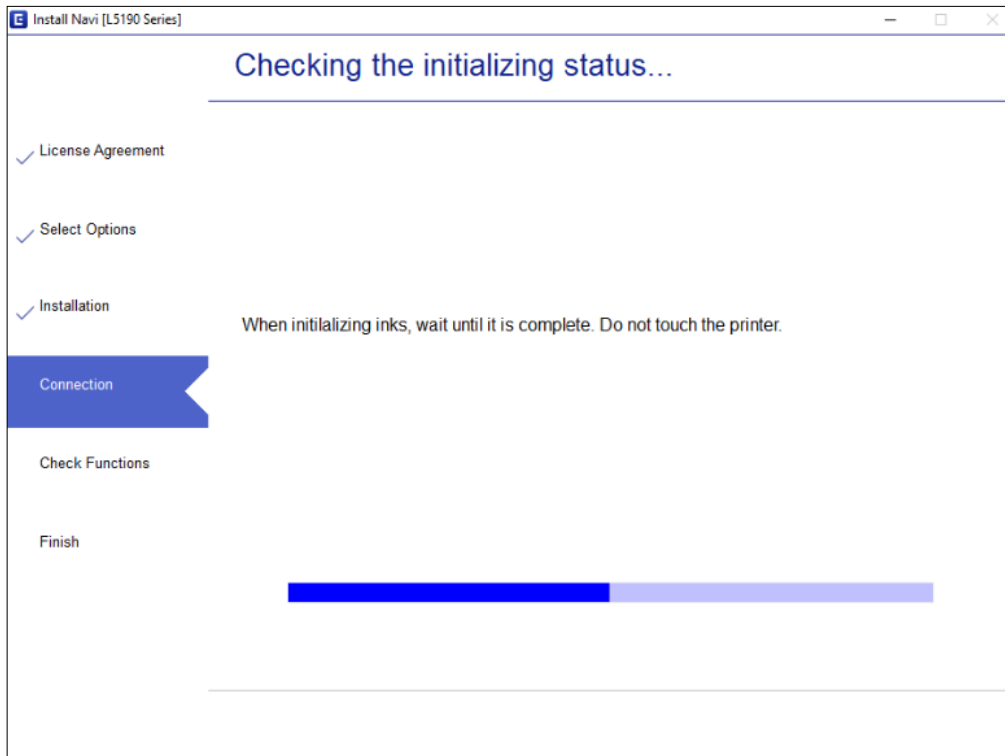 Install Navi [L5190 Series]
Checking the initializing status...
License Agreement
Select Options
Installation
When initilalizing inks, wait until it is complete. Do not touch the printer.
Connection
Check Functions
Finish